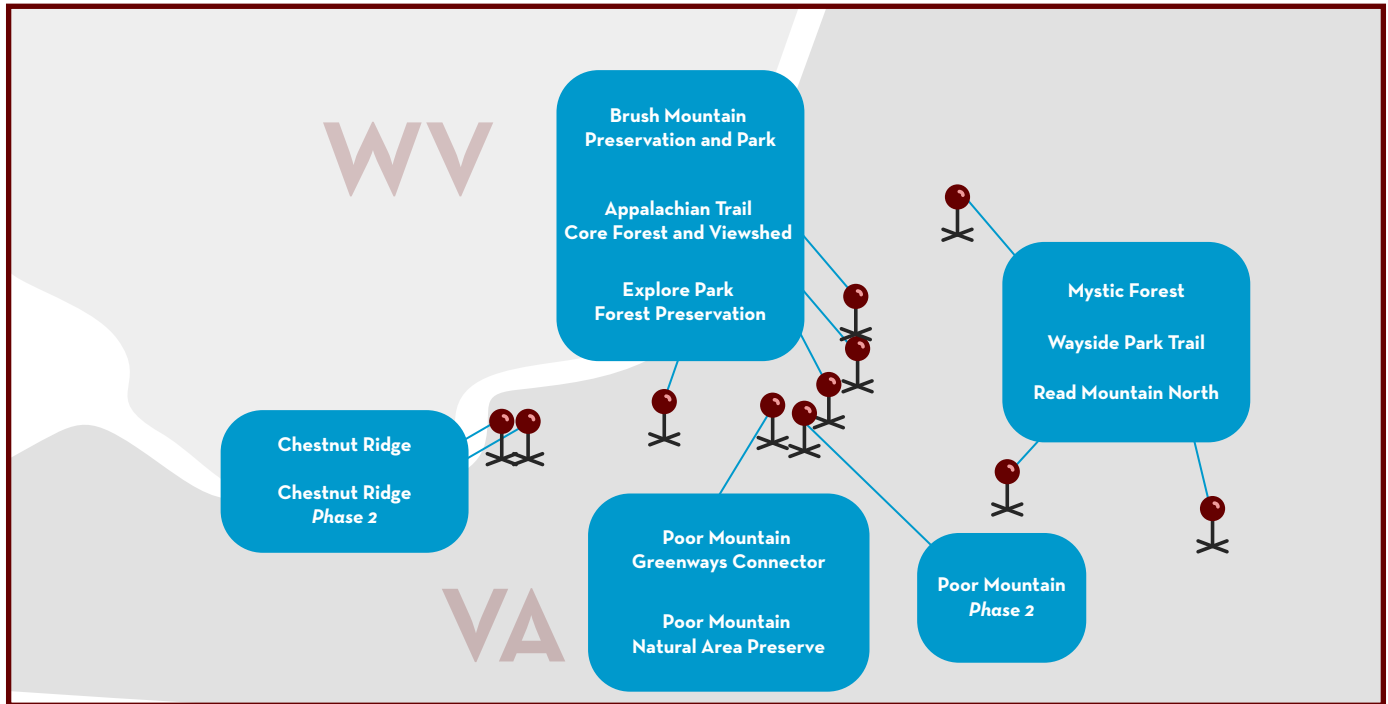 WV
Brush Mountain
Preservation and Park
Appalachian Trail
Core Forest and Viewshed
Explore Park
Forest Preservation
Mystic Forest
Wayside Park Trail
Read Mountain North
Chestnut Ridge
Chestnut Ridge
Phase 2
Poor Mountain
Greenways Connector
Poor Mountain
Natural Area Preserve
Poor Mountain
Phase 2
VA